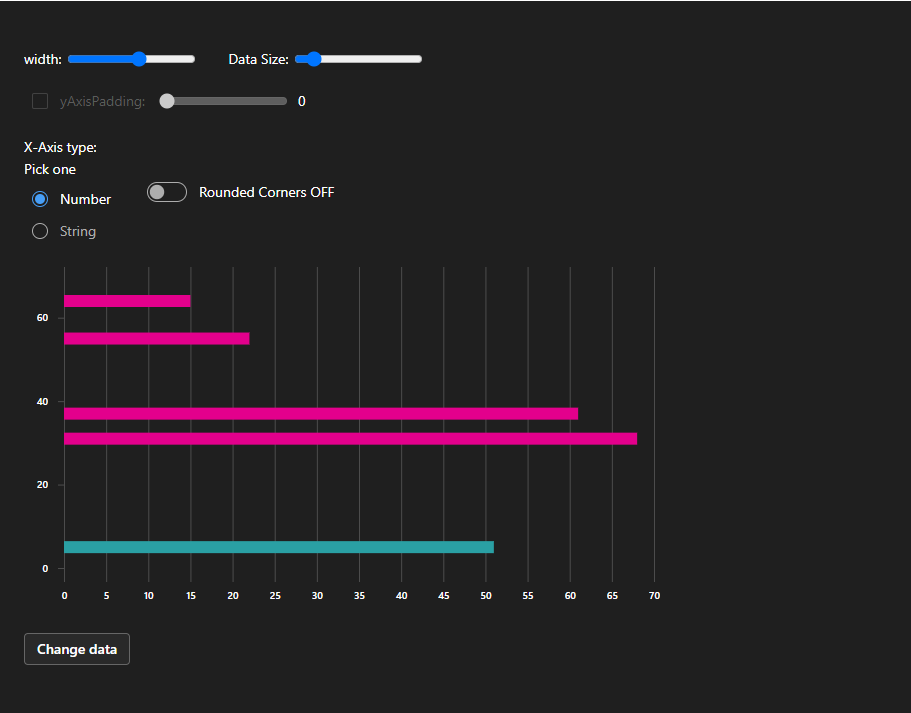 width: Data Size:
yAxisPadding: 0
X-Axis type:
Pick one
Number
Rounded Corners OFF
String
60
40
20
0
0 5 10 15 20 25 30 35 40 45 50 55 60 65 70
Change data